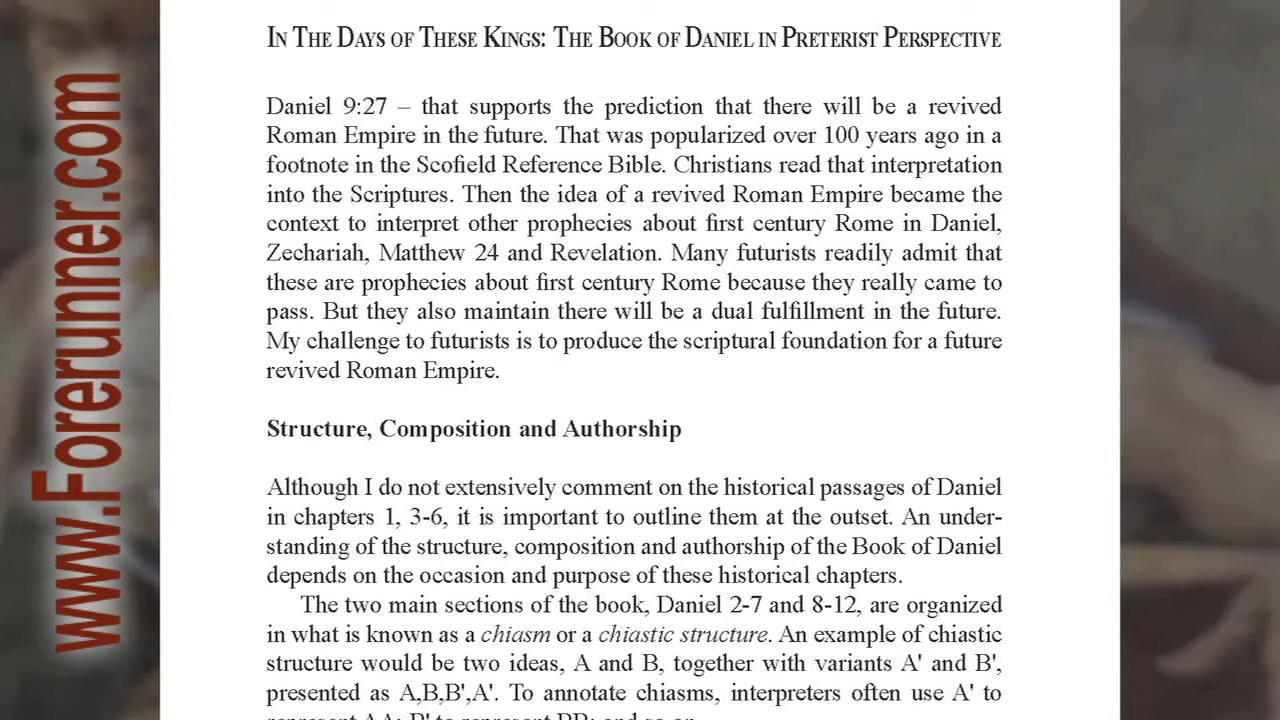 IN THE DAYS OF THESE KINGS: THE BOOK OF DANIEL IN PRETERIST PERSPECTIVE
Daniel 9:27 – that supports the prediction that there will be a revived
Roman Empire in the future. That was popularized over 100 years ago in a
footnote in the Scofield Reference Bible. Christians read that interpretation
into the Scriptures. Then the idea of a revived Roman Empire became the
context to interpret other prophecies about first century Rome in Daniel,
Zechariah, Matthew 24 and Revelation. Many futurists readily admit that
these are prophecies about first century Rome because they really came to
pass. But they also maintain there will be a dual fulfillment in the future.
My challenge to futurists is to produce the scriptural foundation for a future
revived Roman Empire.
Structure, Composition and Authorship
Although I do not extensively comment on the historical passages of Daniel
in chapters 1, 3-6, it is important to outline them at the outset. An under-
standing of the structure, composition and authorship of the Book of Daniel
depends on the occasion and purpose of these historical chapters.
The two main sections of the book, Daniel 2-7 and 8-12, are organized
in what is known as a chiasm or a chiastic structure. An example of chiastic
structure would be two ideas, A and B, together with variants A' and B',
presented as A,B,B',A'. To annotate chiasms, interpreters often use A' to
represent AA; B' to represent BB; and so on.
www.Forerunner.com